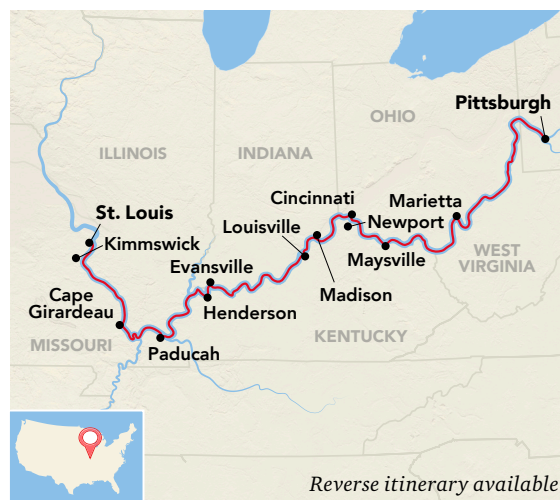 Pittsburgh
OHIO
ILLINOIS
INDIANA
Cincinnati
Marietta
St. Louis
Newport
Louisville
Kimmswick
WEST
VIRGINIA
Maysville
Evansville
Madison
Cape
Girardeau
Henderson
KENTUCKY
MISSOURI
Paducah
Reverse itinerary available